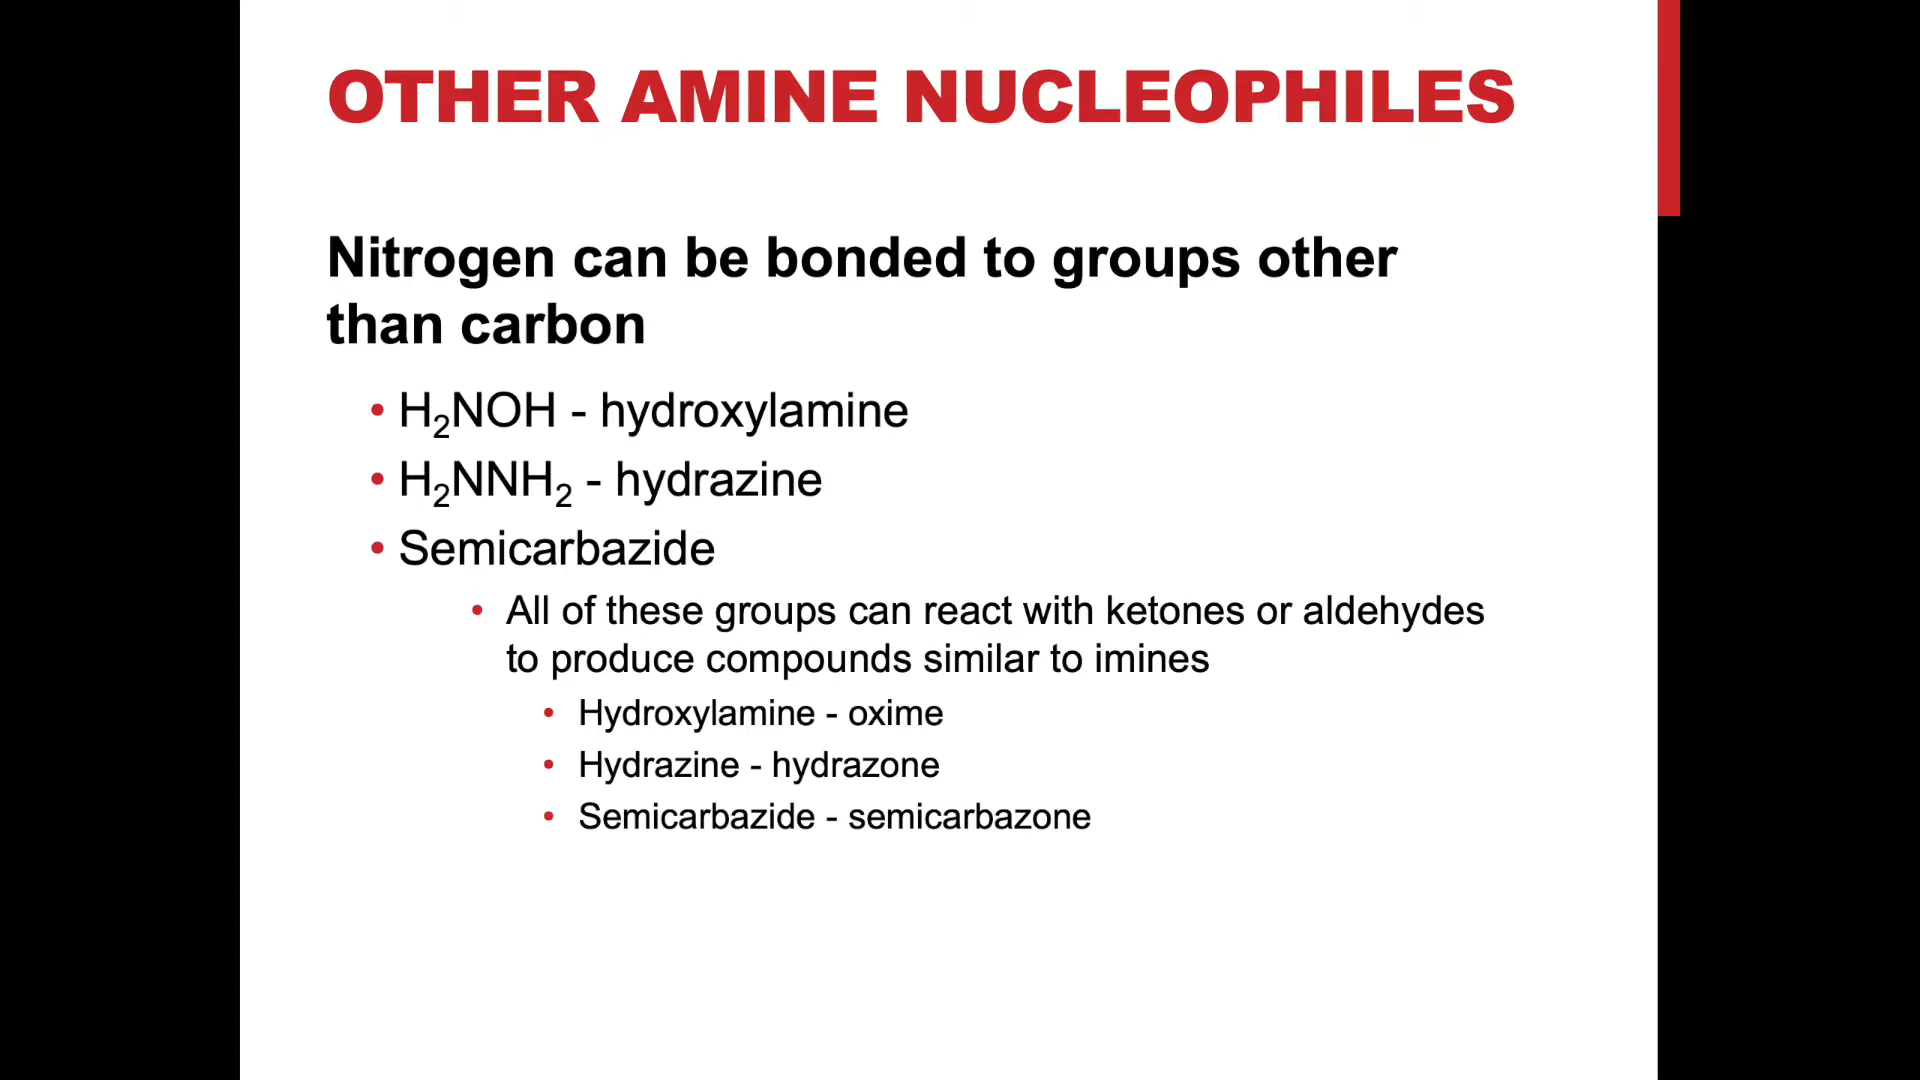 OTHER AMINE NUCLEOPHILES
Nitrogen can be bonded to groups other
than carbon
• H₂NOH - hydroxylamine
• H₂NNH₂ - hydrazine
• Semicarbazide
• All of these groups can react with ketones or aldehydes
to produce compounds similar to imines
• Hydroxylamine - oxime
• Hydrazine - hydrazone
• Semicarbazide - semicarbazone